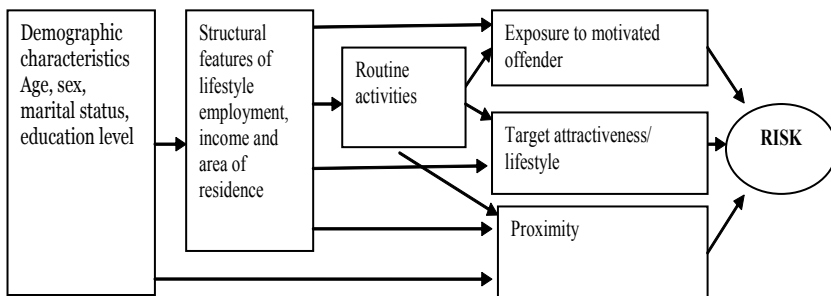 Demographic
characteristics
Age, sex,
marital status,
education level
Structural
features of
lifestyle
employment,
income and
area of
residence
Routine
activities
Exposure to motivated
offender
Target attractiveness/
lifestyle
Proximity
RISK